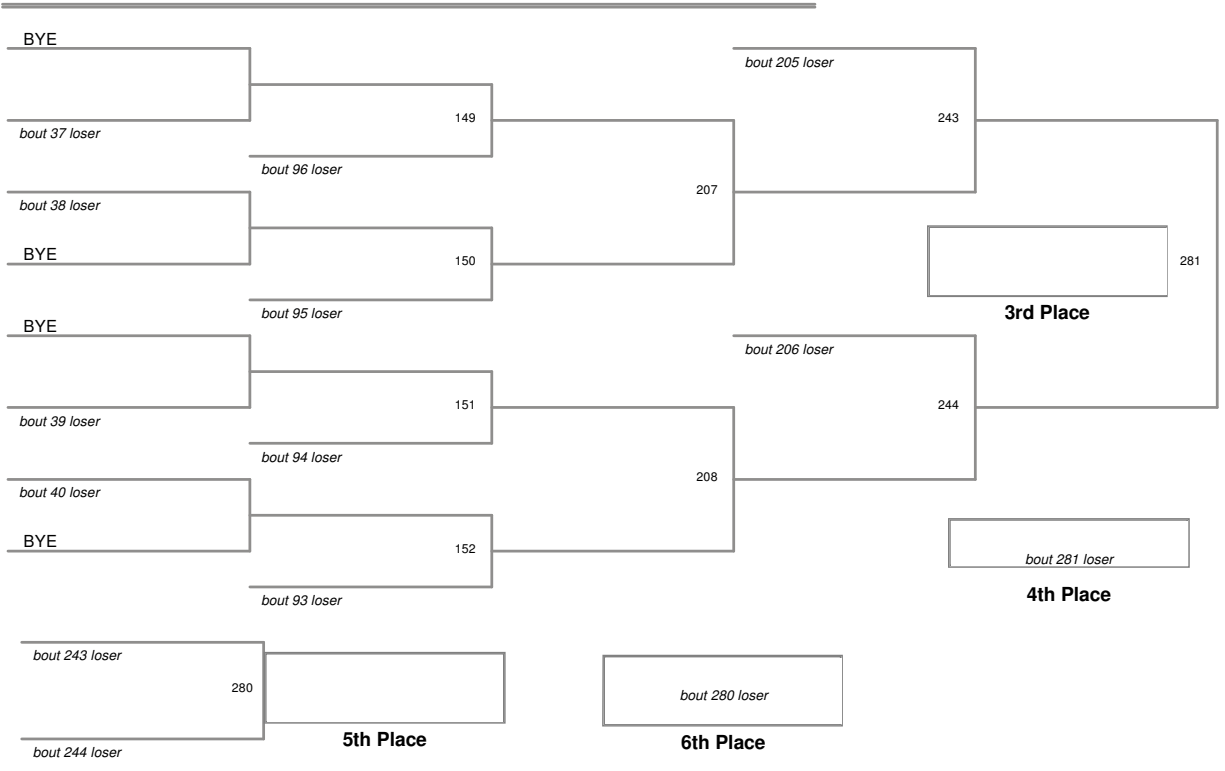 BYE
bout 205 loser
bout 37 loser
149
243
bout 96 loser
bout 38 loser
207
BYE
150
281
bout 95 loser
3rd Place
BYE
bout 206 loser
bout 39 loser
151
244
bout 94 loser
bout 40 loser
208
BYE
152
bout 281 loser
bout 93 loser
4th Place
bout 243 loser
280
bout 280 loser
5th Place
6th Place
bout 244 loser